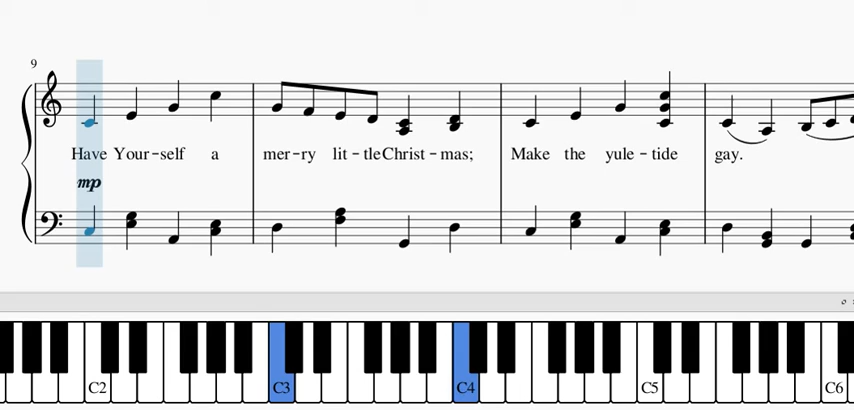 9
Have Your-self a mer-ry lit-tle Christ-mas; Make the yule-tide gay.
mp
C2 C3 C4 C5 C6